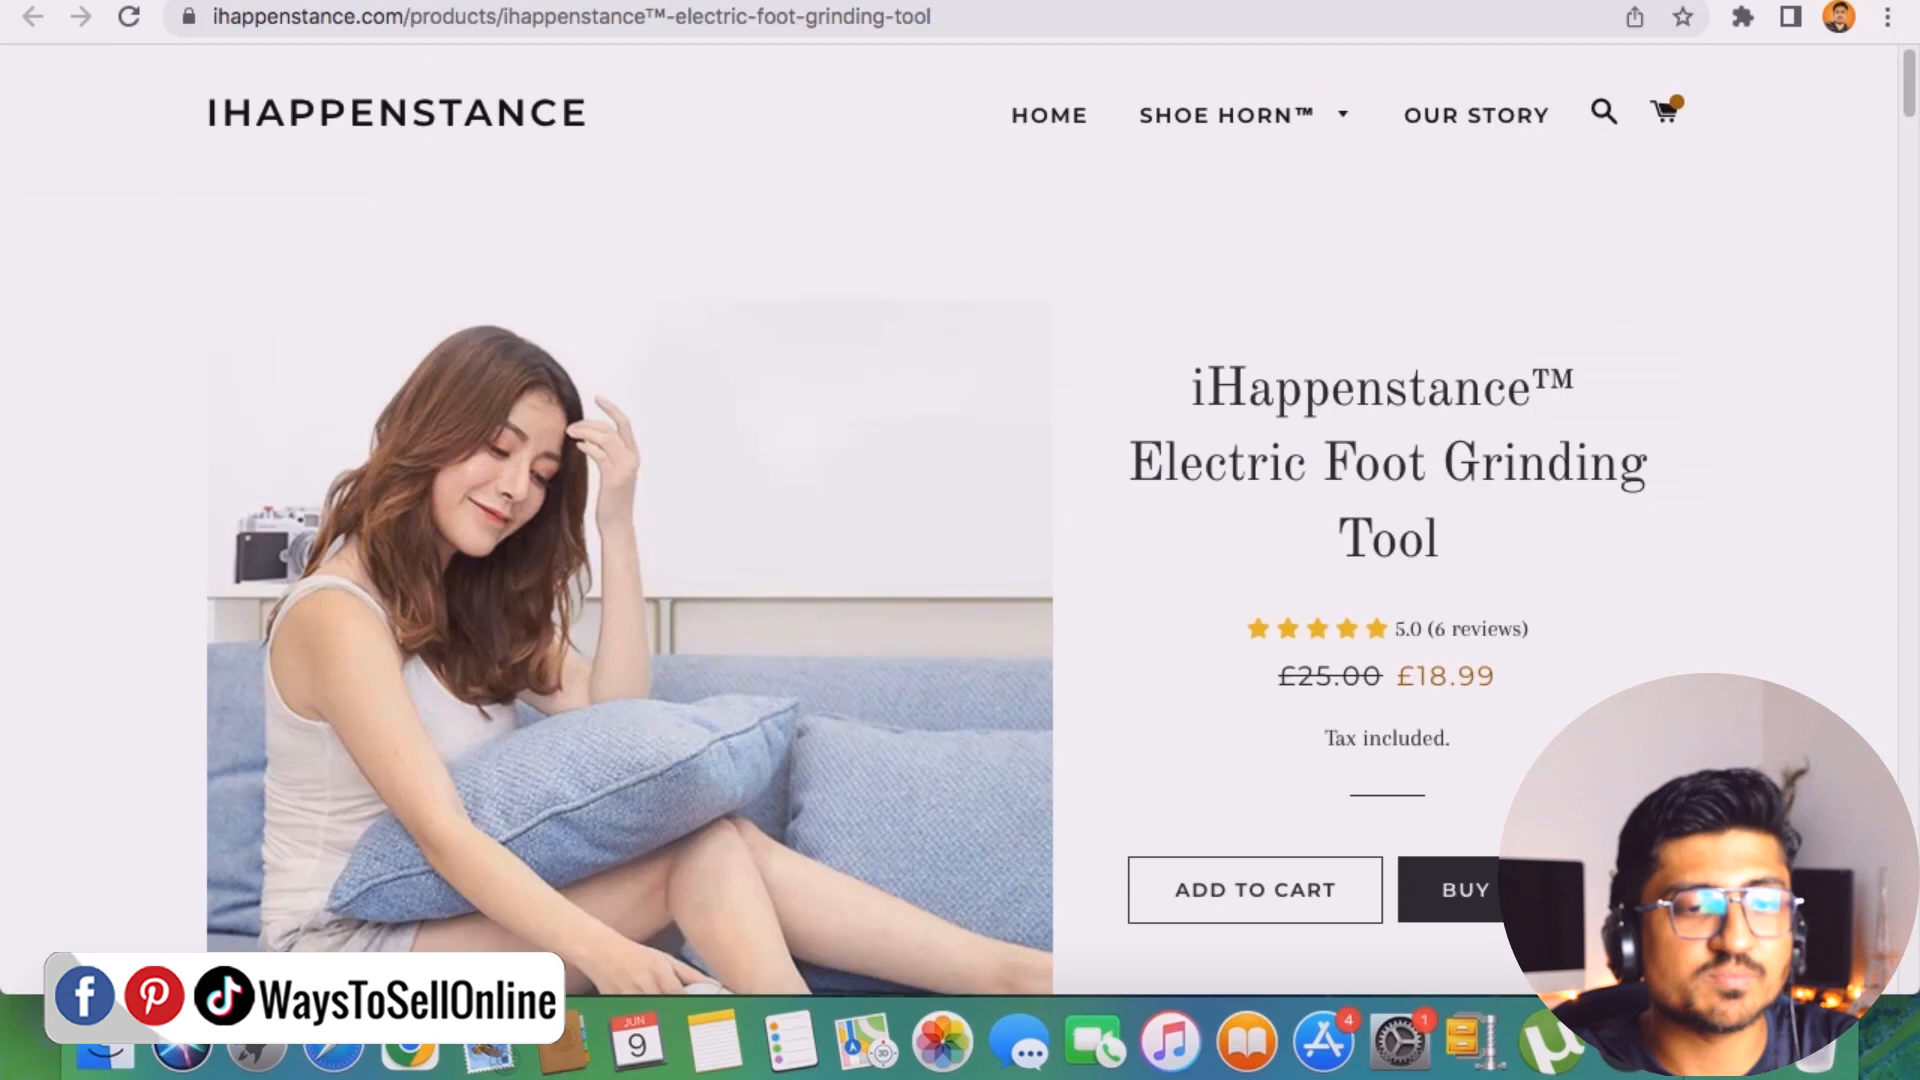 ihappenstance.com/products/ihappenstance™-electric-foot-grinding-tool
IHAPPENSTANCE
HOME
SHOE HORN™
OUR STORY
iHappenstance™
Electric Foot Grinding
Tool
5.0 (6 reviews)
£25.00 £18.99
Tax included.
ADD TO CART
BUY
WaysToSellOnline
JUN
9
3D
4
1